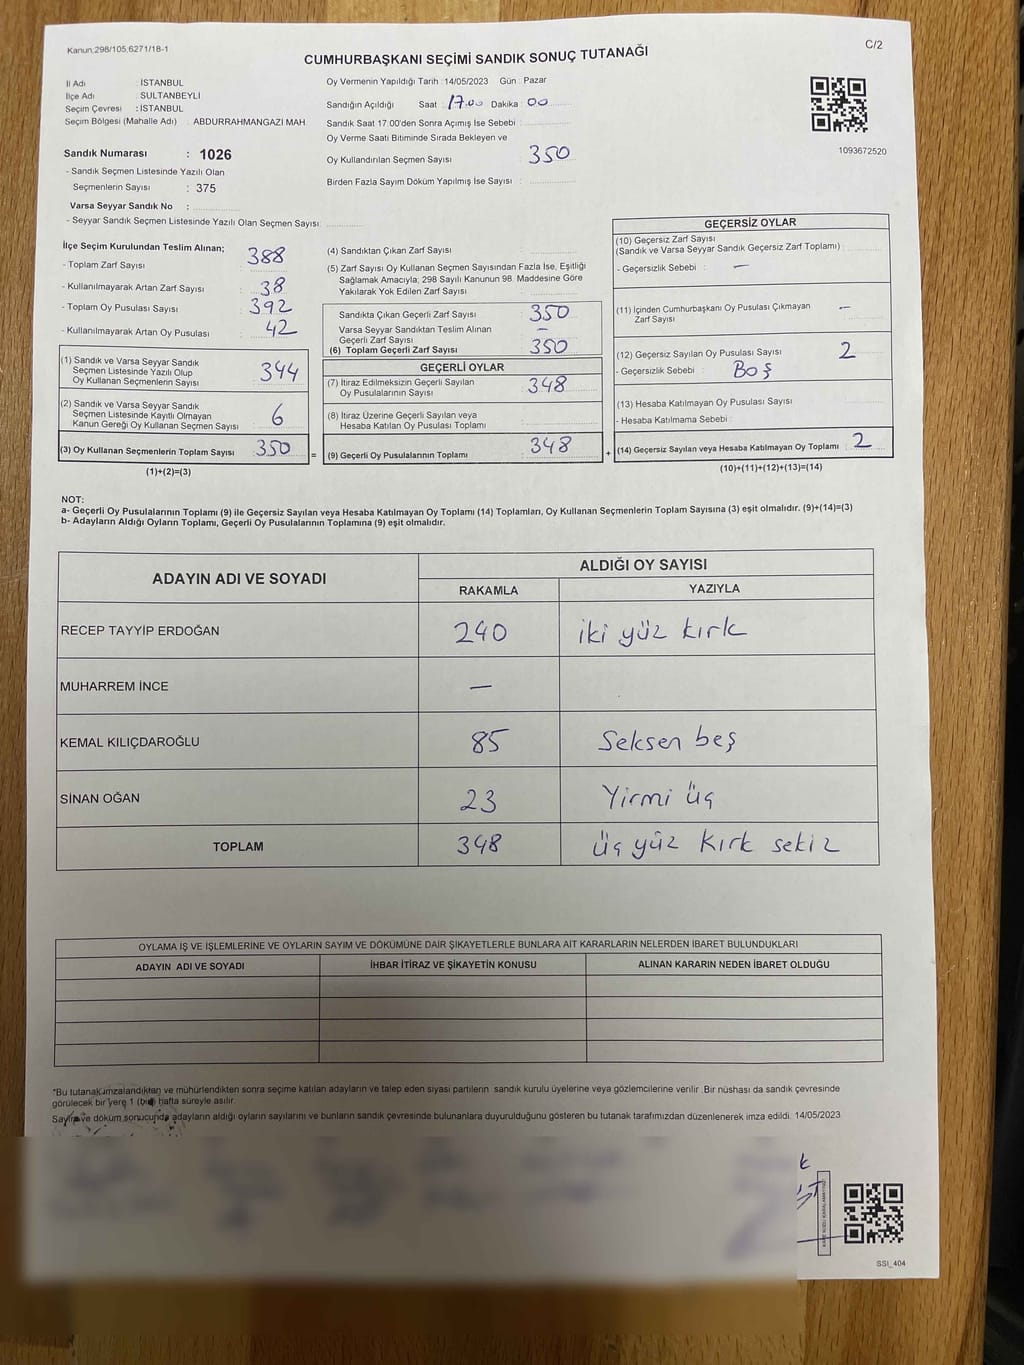 Kanun:298/105,6271/18-1
C/2
CUMHURBAŞKANI SEÇİMİ SANDIK SONUÇ TUTANAĞI
İl Adı : İSTANBUL
İlçe Adı : SULTANBEYLİ
Seçim Çevresi : İSTANBUL
Seçim Bölgesi (Mahalle Adı) : ABDURRAHMANGAZI MAH.
Sandık Numarası : 1026
- Sandık Seçmen Listesinde Yazılı Olan
Seçmenlerin Sayısı : 375
Varsa Seyyar Sandık No :
- Seyyar Sandık Seçmen Listesinde Yazılı Olan Seçmen Sayısı:
Oy Vermenin Yapıldığı Tarih : 14/05/2023 Gün : Pazar
Sandığın Açıldığı Saat : 17.00 Dakika : 00
Sandık Saat 17.00'den Sonra Açımış İse Sebebi :
Oy Verme Saati Bitiminde Sırada Bekleyen ve
Oy Kullandırılan Seçmen Sayısı : 350
Birden Fazla Sayım Döküm Yapılmış İse Sayısı :
1093672520
İlçe Seçim Kurulundan Teslim Alınan;
- Toplam Zarf Sayısı : 388
- Kullanılmayarak Artan Zarf Sayısı : 38
- Toplam Oy Pusulası Sayısı : 392
- Kullanılmayarak Artan Oy Pusulası : 42
(1) Sandık ve Varsa Seyyar Sandık
Seçmen Listesinde Yazılı Olup
Oy Kullanan Seçmenlerin Sayısı : 344
(2) Sandık ve Varsa Seyyar Sandık
Seçmen Listesinde Kayıtlı Olmayan
Kanun Gereği Oy Kullanan Seçmen Sayısı : 6
(3) Oy Kullanan Seçmenlerin Toplam Sayısı : 350
(1)+(2)=(3)
(4) Sandıktan Çıkan Zarf Sayısı :
(5) Zarf Sayısı Oy Kullanan Seçmen Sayısından Fazla İse, Eşitliği
Sağlamak Amacıyla; 298 Sayılı Kanunun 98. Maddesine Göre
Yakılarak Yok Edilen Zarf Sayısı :
Sandıkta Çıkan Geçerli Zarf Sayısı : 350
Varsa Seyyar Sandıktan Teslim Alınan
Geçerli Zarf Sayısı : —
(6) Toplam Geçerli Zarf Sayısı : 350
GEÇERLİ OYLAR
(7) İtiraz Edilmeksizin Geçerli Sayılan
Oy Pusulalarının Sayısı : 348
(8) İtiraz Üzerine Geçerli Sayılan veya
Hesaba Katılan Oy Pusulası Toplamı :
= (9) Geçerli Oy Pusulalarının Toplamı : 348
GEÇERSİZ OYLAR
(10) Geçersiz Zarf Sayısı
(Sandık ve Varsa Seyyar Sandık Geçersiz Zarf Toplamı) :
- Geçersizlik Sebebi : —
(11) İçinden Cumhurbaşkanı Oy Pusulası Çıkmayan
Zarf Sayısı : —
(12) Geçersiz Sayılan Oy Pusulası Sayısı : 2
- Geçersizlik Sebebi : BOŞ
(13) Hesaba Katılmayan Oy Pusulası Sayısı :
- Hesaba Katılmama Sebebi :
+ (14) Geçersiz Sayılan veya Hesaba Katılmayan Oy Toplamı : 2
(10)+(11)+(12)+(13)=(14)
NOT:
a- Geçerli Oy Pusulalarının Toplamı (9) ile Geçersiz Sayılan veya Hesaba Katılmayan Oy Toplamı (14) Toplamları, Oy Kullanan Seçmenlerin Toplam Sayısına (3) eşit olmalıdır. (9)+(14)=(3)
b- Adayların Aldığı Oyların Toplamı, Geçerli Oy Pusulalarının Toplamına (9) eşit olmalıdır.
ADAYIN ADI VE SOYADI ALDIĞI OY SAYISI
RAKAMLA YAZIYLA
RECEP TAYYİP ERDOĞAN 240 iki yüz kırk
MUHARREM İNCE —
KEMAL KILIÇDAROĞLU 85 Seksen beş
SİNAN OĞAN 23 Yirmi üç
TOPLAM 348 üç yüz kırk sekiz
OYLAMA İŞ VE İŞLEMLERİNE VE OYLARIN SAYIM VE DÖKÜMÜNE DAİR ŞİKAYETLERLE BUNLARA AİT KARARLARIN NELERDEN İBARET BULUNDUKLARI
ADAYIN ADI VE SOYADI İHBAR İTİRAZ VE ŞİKAYETİN KONUSU ALINAN KARARIN NEDEN İBARET OLDUĞU
*Bu tutanak imzalandıktan ve mühürlendikten sonra seçime katılan adayların ve talep eden siyasi partilerin sandık kurulu üyelerine veya gözlemcilerine verilir. Bir nüshası da sandık çevresinde
görülecek bir yere 1 (bir) hafta süreyle asılır.
Sayım ve döküm sonucunda adayların aldığı oyların sayılarını ve bunların sandık çevresinde bulunanlara duyurulduğunu gösteren bu tutanak tarafımızdan düzenlenerek imza edildi. 14/05/2023
SSI_404